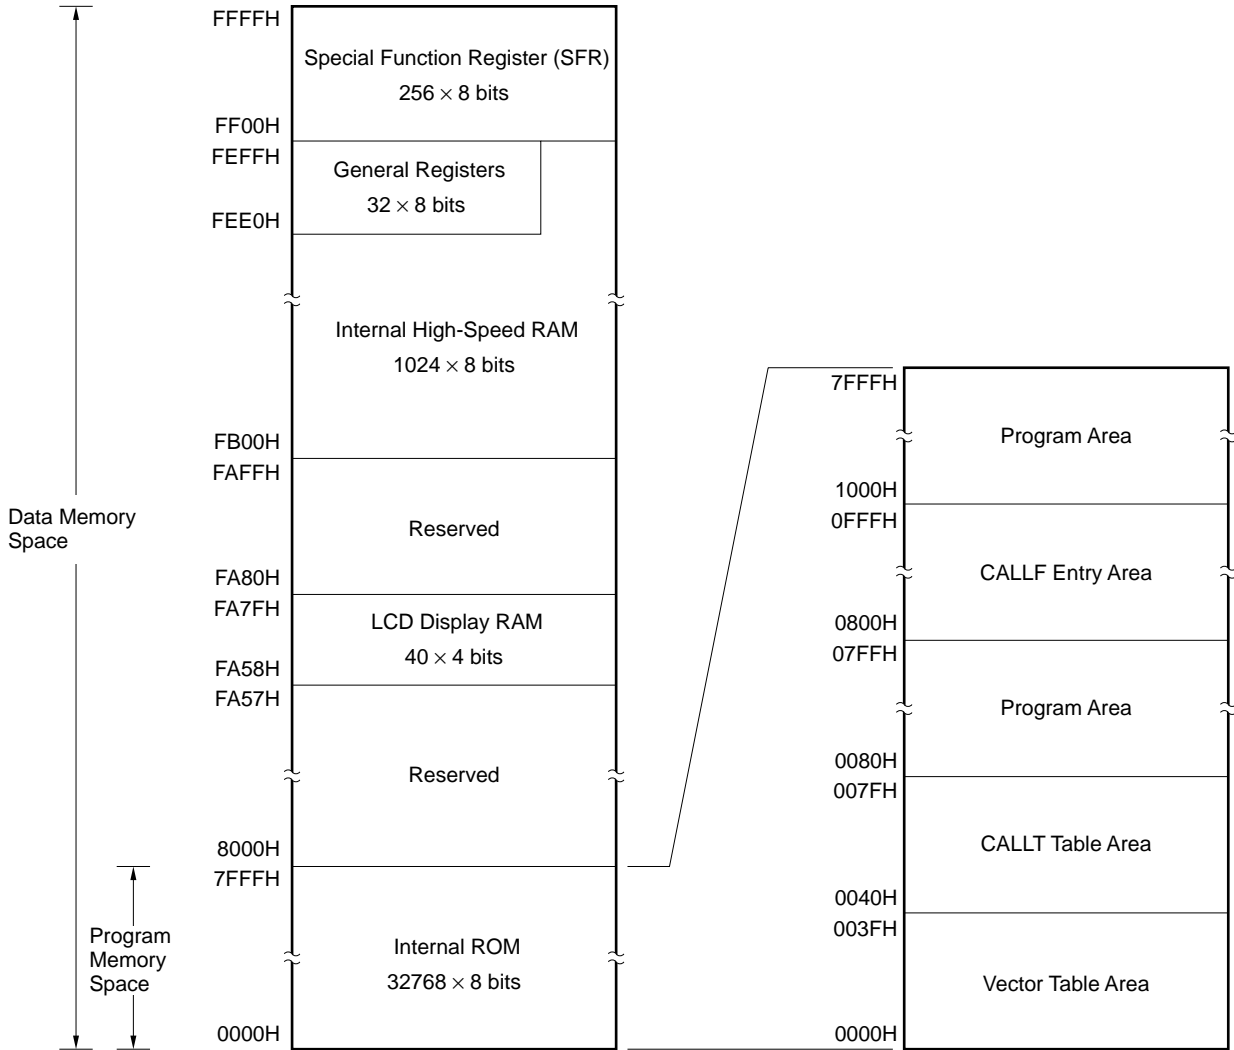 FFFFH
Special Function Register (SFR)
256 × 8 bits
FF00H
FEFFH
General Registers
32 × 8 bits
FEE0H
Internal High-Speed RAM
1024 × 8 bits
FB00H
FAFFH
Reserved
FA80H
FA7FH
LCD Display RAM
40 × 4 bits
FA58H
FA57H
Reserved
8000H
7FFFH
Internal ROM
32768 × 8 bits
0000H
Data Memory
Space
Program
Memory
Space
7FFFH
Program Area
1000H
0FFFH
CALLF Entry Area
0800H
07FFH
Program Area
0080H
007FH
CALLT Table Area
0040H
003FH
Vector Table Area
0000H